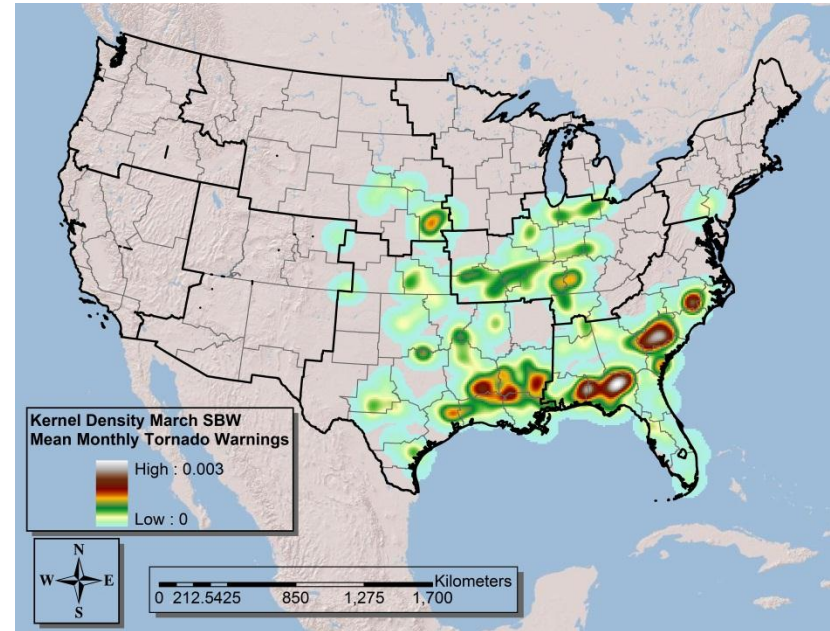 Kernel Density March SBW
Mean Monthly Tornado Warnings
High : 0.003
Low : 0
N
W E
S
Kilometers
0 212.5425 850 1,275 1,700